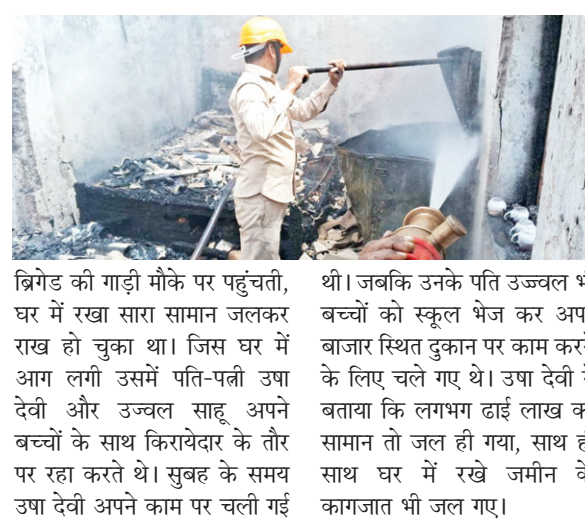 ब्रिगेड की गाड़ी मौके पर पहुंचती,
घर में रखा सारा सामान जलकर
राख हो चुका था। जिस घर में
आग लगी उसमें पति-पत्नी उषा
देवी और उज्वल साहू अपने
बच्चों के साथ किरायेदार के तौर
पर रहा करते थे। सुबह के समय
उषा देवी अपने काम पर चली गई
थी। जबकि उनके पति उज्ज्वल
बच्चों को स्कूल भेज कर
बाजार स्थित दुकान पर काम
के लिए चले गए थे। उषा देवी
बताया कि लगभग ढाई लाख
सामान तो जल ही गया, साथ
साथ घर में रखे जमीन
कागजात भी जल गए।